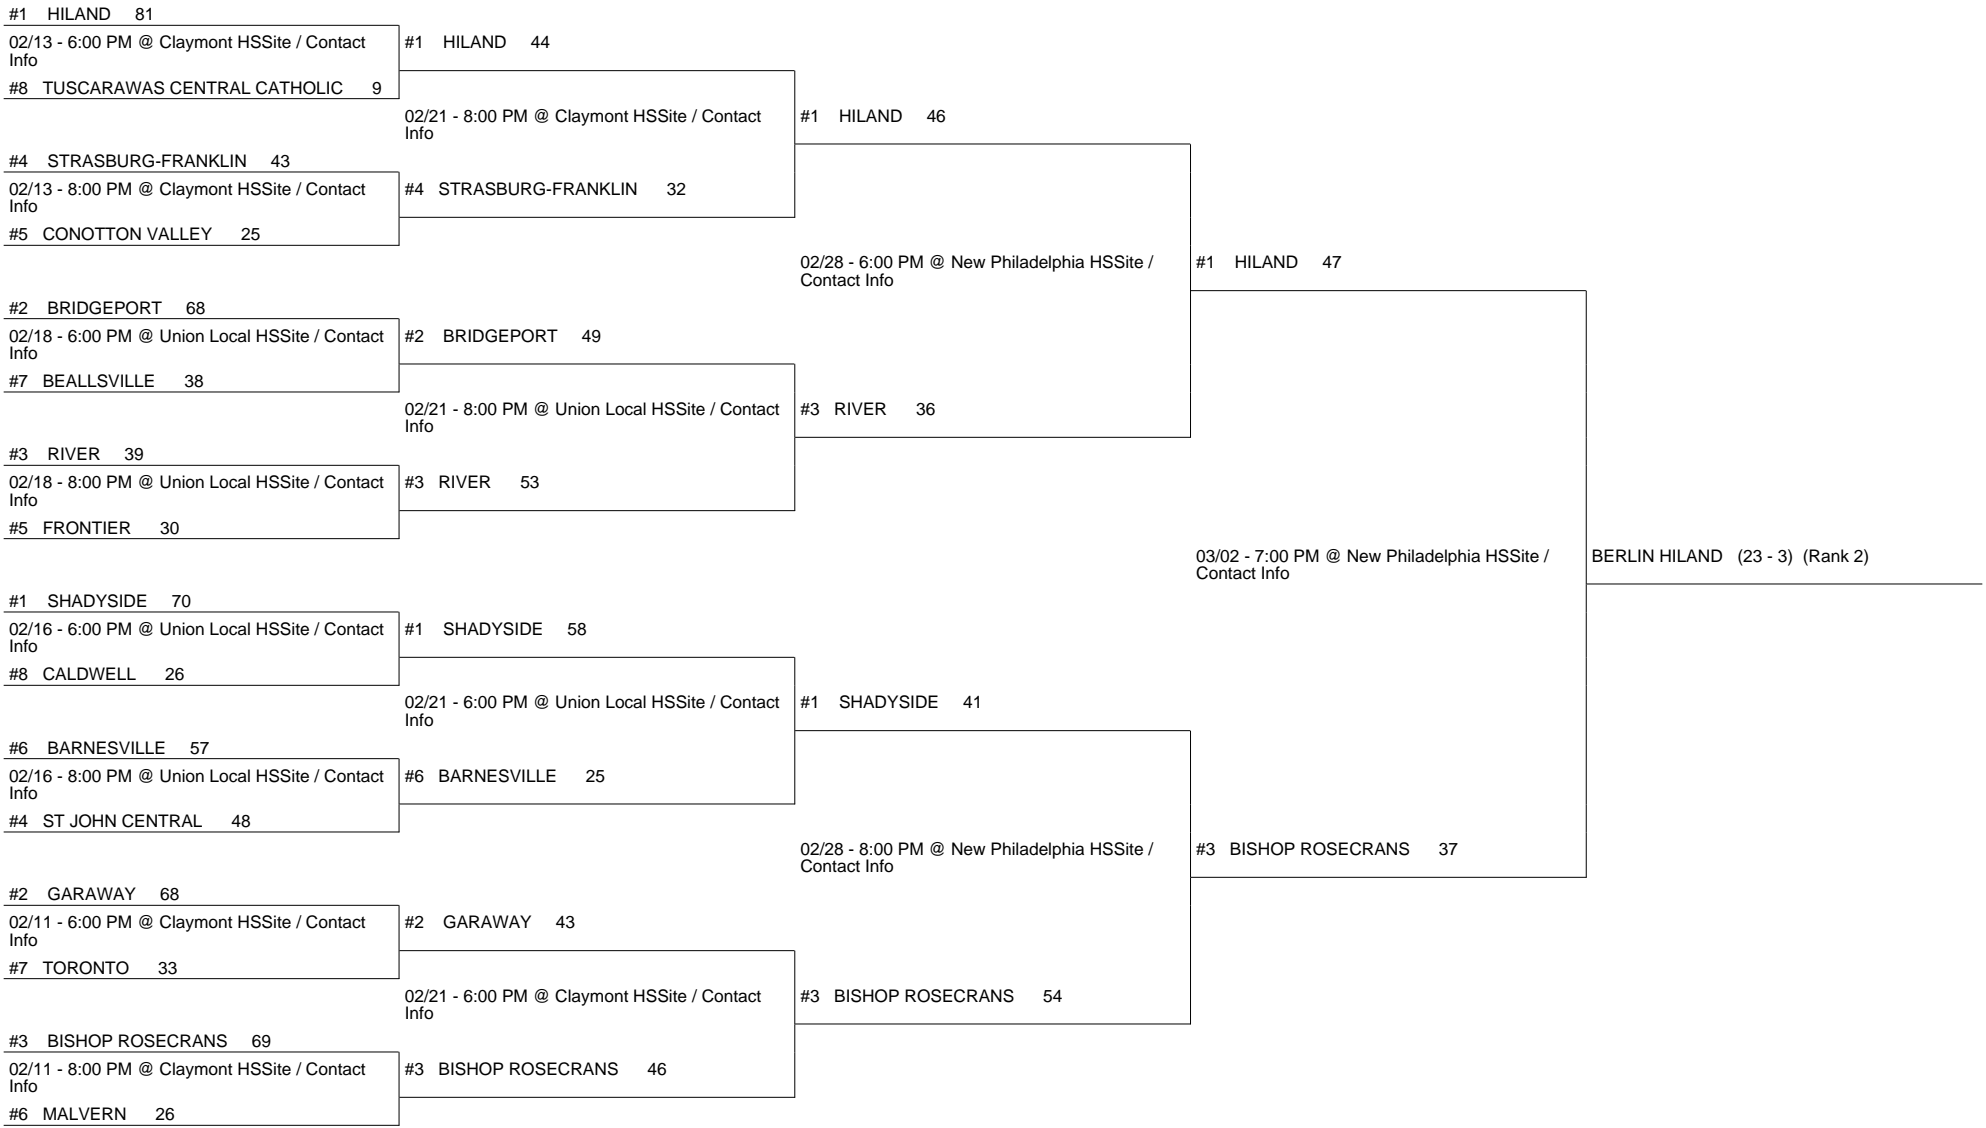 #1 HILAND 81
02/13 - 6:00 PM @ Claymont HSSite / Contact
Info
#8 TUSCARAWAS CENTRAL CATHOLIC 9
#4 STRASBURG-FRANKLIN 43
02/13 - 8:00 PM @ Claymont HSSite / Contact
Info
#5 CONOTTON VALLEY 25
#2 BRIDGEPORT 68
02/18 - 6:00 PM @ Union Local HSSite / Contact
Info
#7 BEALLSVILLE 38
#3 RIVER 39
02/18 - 8:00 PM @ Union Local HSSite / Contact
Info
#5 FRONTIER 30
#1 SHADYSIDE 70
02/16 - 6:00 PM @ Union Local HSSite / Contact
Info
#8 CALDWELL 26
#6 BARNESVILLE 57
02/16 - 8:00 PM @ Union Local HSSite / Contact
Info
#4 ST JOHN CENTRAL 48
#2 GARAWAY 68
02/11 - 6:00 PM @ Claymont HSSite / Contact
Info
#7 TORONTO 33
#3 BISHOP ROSECRANS 69
02/11 - 8:00 PM @ Claymont HSSite / Contact
Info
#6 MALVERN 26
#1 HILAND 44
02/21 - 8:00 PM @ Claymont HSSite / Contact
Info
#4 STRASBURG-FRANKLIN 32
#2 BRIDGEPORT 49
02/21 - 8:00 PM @ Union Local HSSite / Contact
Info
#3 RIVER 53
#1 SHADYSIDE 58
02/21 - 6:00 PM @ Union Local HSSite / Contact
Info
#6 BARNESVILLE 25
#2 GARAWAY 43
02/21 - 6:00 PM @ Claymont HSSite / Contact
Info
#3 BISHOP ROSECRANS 46
#1 HILAND 46
02/28 - 6:00 PM @ New Philadelphia HSSite /
Contact Info
#3 RIVER 36
#1 SHADYSIDE 41
02/28 - 8:00 PM @ New Philadelphia HSSite /
Contact Info
#3 BISHOP ROSECRANS 54
#1 HILAND 47
03/02 - 7:00 PM @ New Philadelphia HSSite /
Contact Info
#3 BISHOP ROSECRANS 37
BERLIN HILAND (23 - 3) (Rank 2)